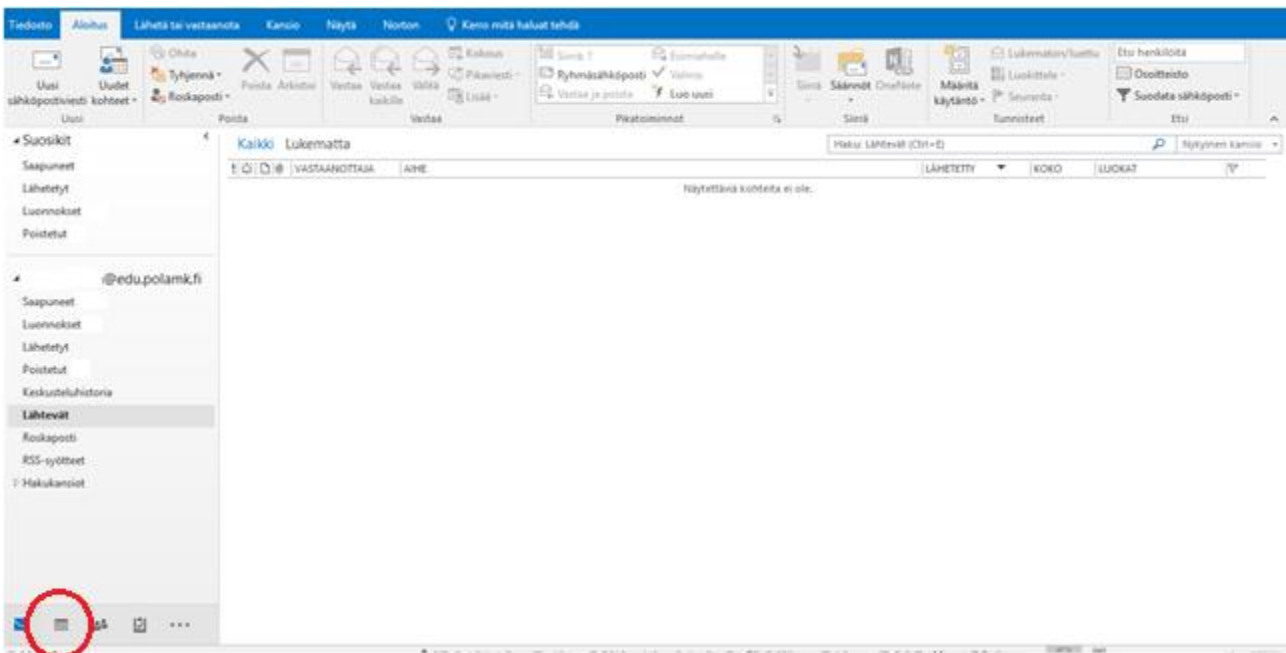 Tiedosto Aloitus Lähetä tai vastaanota Kansio Näytä Norton Kerro mitä haluat tehdä
Uusi sähköpostiviesti
Uudet kohteet
Ohita
Tyhjennä
Roskaposti
Poista Arkistoi
Vastaa Vastaa kaikille Välitä
Kokous
Pikaviesti
Lisää
Siirrä: ?
Ryhmäsähköposti
Vastaa ja poista
Esimiehelle
Valmis
Luo uusi
Siirrä Säännöt OneNote
Määritä käytäntö
Lukematon/luettu
Luokittele
Seuranta
Etsi henkilöitä
Osoitteisto
Suodata sähköposti
Uusi Poista Vastaa Pikatoiminnot Siirrä Tunnisteet Etsi
Suosikit
Saapuneet
Lähetetyt
Luonnokset
Poistetut
@edu.polamk.fi
Saapuneet
Luonnokset
Lähetetyt
Poistetut
Keskusteluhistoria
Lähtevät
Roskaposti
RSS-syötteet
Hakukansiot
Kaikki Lukematta
Haku: Lähtevät (Ctrl+E) Nykyinen kansio
VASTAANOTTAJA AIHE LÄHETETTY KOKO LUOKAT
Näytettäviä kohteita ei ole.